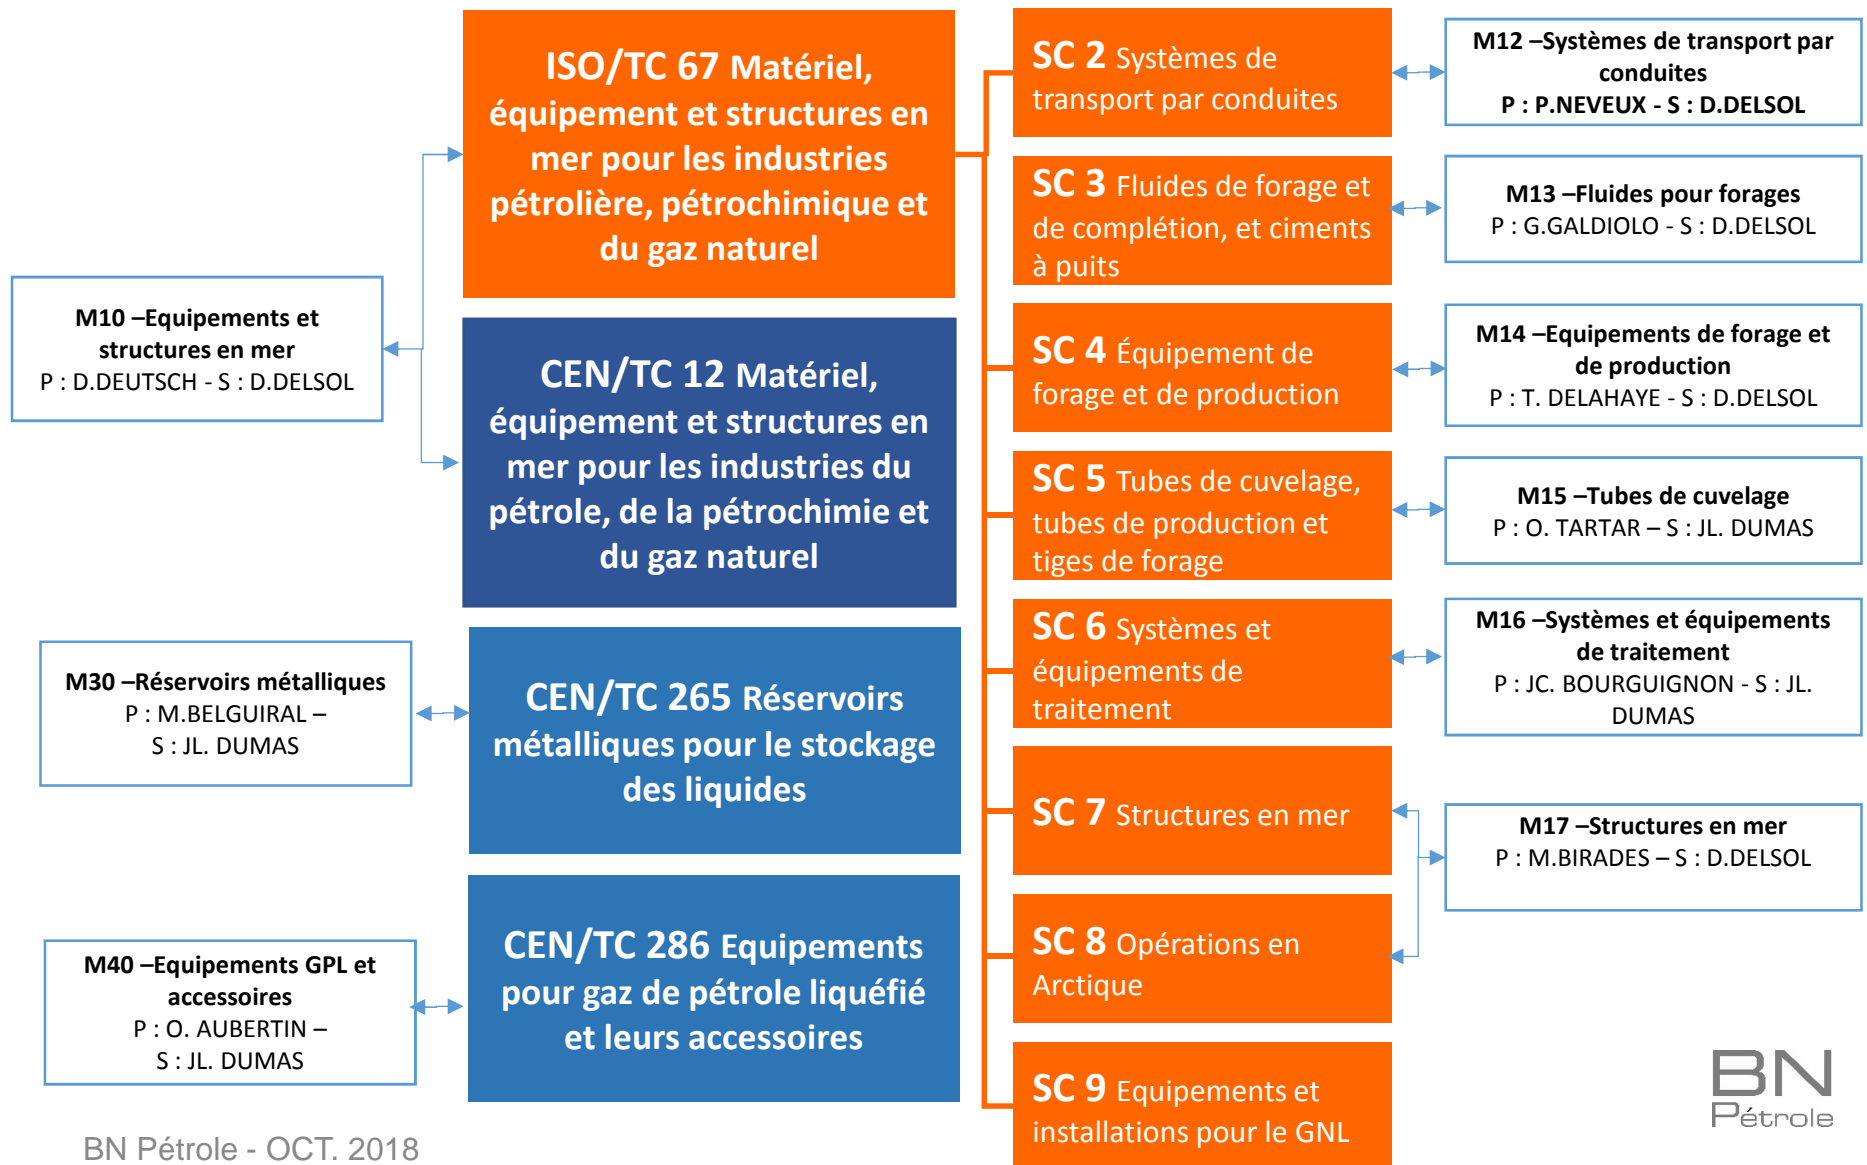 M10 –Equipements et
structures en mer
P : D.DEUTSCH - S : D.DELSOL
M30 –Réservoirs métalliques
P : M.BELGUIRAL –
S : JL. DUMAS
M40 –Equipements GPL et
accessoires
P : O. AUBERTIN –
S : JL. DUMAS
ISO/TC 67 Matériel,
équipement et structures en
mer pour les industries
pétrolière, pétrochimique et
du gaz naturel
CEN/TC 12 Matériel,
équipement et structures en
mer pour les industries du
pétrole, de la pétrochimie et
du gaz naturel
CEN/TC 265 Réservoirs
métalliques pour le stockage
des liquides
CEN/TC 286 Equipements
pour gaz de pétrole liquéfié
et leurs accessoires
SC 2 Systèmes de
transport par conduites
SC 3 Fluides de forage et
de complétion, et ciments
à puits
SC 4 Équipement de
forage et de production
SC 5 Tubes de cuvelage,
tubes de production et
tiges de forage
SC 6 Systèmes et
équipements de
traitement
SC 7 Structures en mer
SC 8 Opérations en
Arctique
SC 9 Equipements et
installations pour le GNL
M12 –Systèmes de transport par
conduites
P : P.NEVEUX - S : D.DELSOL
M13 –Fluides pour forages
P : G.GALDIOLO - S : D.DELSOL
M14 –Equipements de forage et
de production
P : T. DELAHAYE - S : D.DELSOL
M15 –Tubes de cuvelage
P : O. TARTAR – S : JL. DUMAS
M16 –Systèmes et équipements
de traitement
P : JC. BOURGUIGNON - S : JL.
DUMAS
M17 –Structures en mer
P : M.BIRADES – S : D.DELSOL
BN
Pétrole
BN Pétrole - OCT. 2018